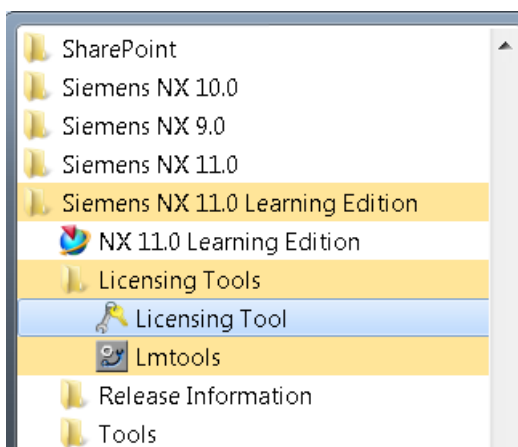 SharePoint
Siemens NX 10.0
Siemens NX 9.0
Siemens NX 11.0
Siemens NX 11.0 Learning Edition
NX 11.0 Learning Edition
Licensing Tools
Licensing Tool
Lmtools
Release Information
Tools